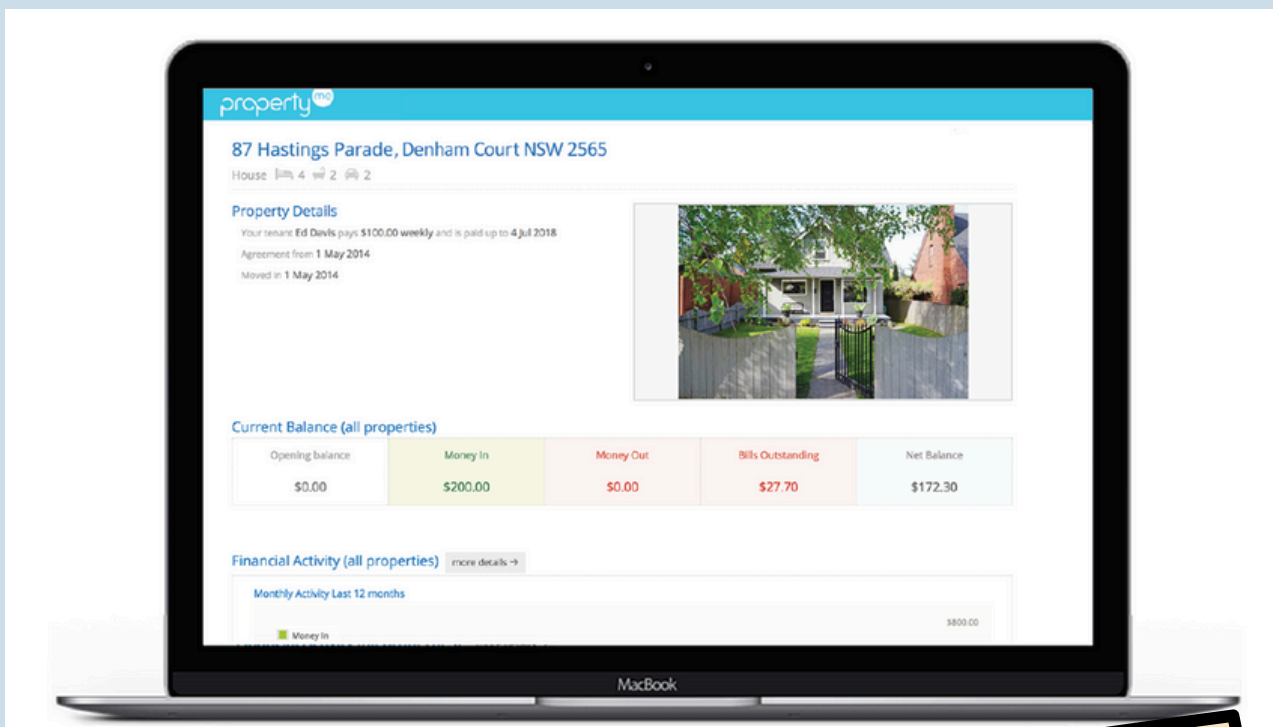 property me
87 Hastings Parade, Denham Court NSW 2565
House 4 2 2
Property Details
Your tenant Ed Davis pays $100.00 weekly and is paid up to 4 Jul 2018
Agreement from 1 May 2014
Moved in 1 May 2014
Current Balance (all properties)
Opening balance Money In Money Out Bills Outstanding Net Balance
$0.00 $200.00 $0.00 $27.70 $172.30
Financial Activity (all properties) more details →
Monthly Activity Last 12 months
$800.00
Money In
MacBook